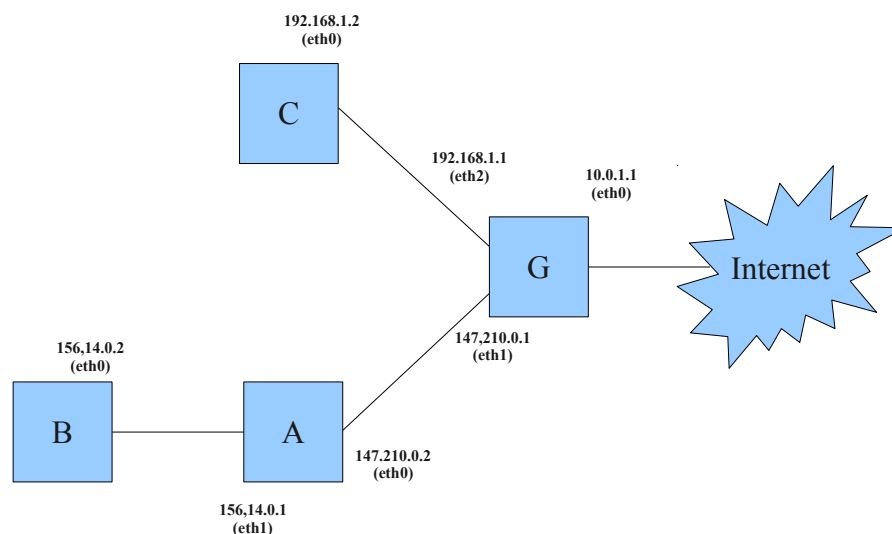 192.168.1.2
(eth0)
C
192.168.1.1
(eth2)
10.0.1.1
(eth0)
G
Internet
147,210.0.1
(eth1)
156,14.0.2
(eth0)
B
A
147.210.0.2
(eth0)
156,14.0.1
(eth1)